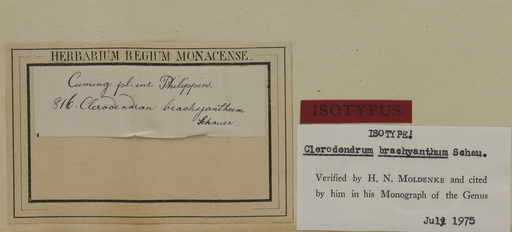 HERBARIUM REGIUM MONACENSE.
Cuming pl. ins. Philippin.
816. Clerodendron brachyanthum
Schauer.
ISOTYPUS
ISOTYPE!
Clerodendrum brachyanthum Schau.
Verified by H. N. MOLDENKE and cited
by him in his Monograph of the Genus
July 1975